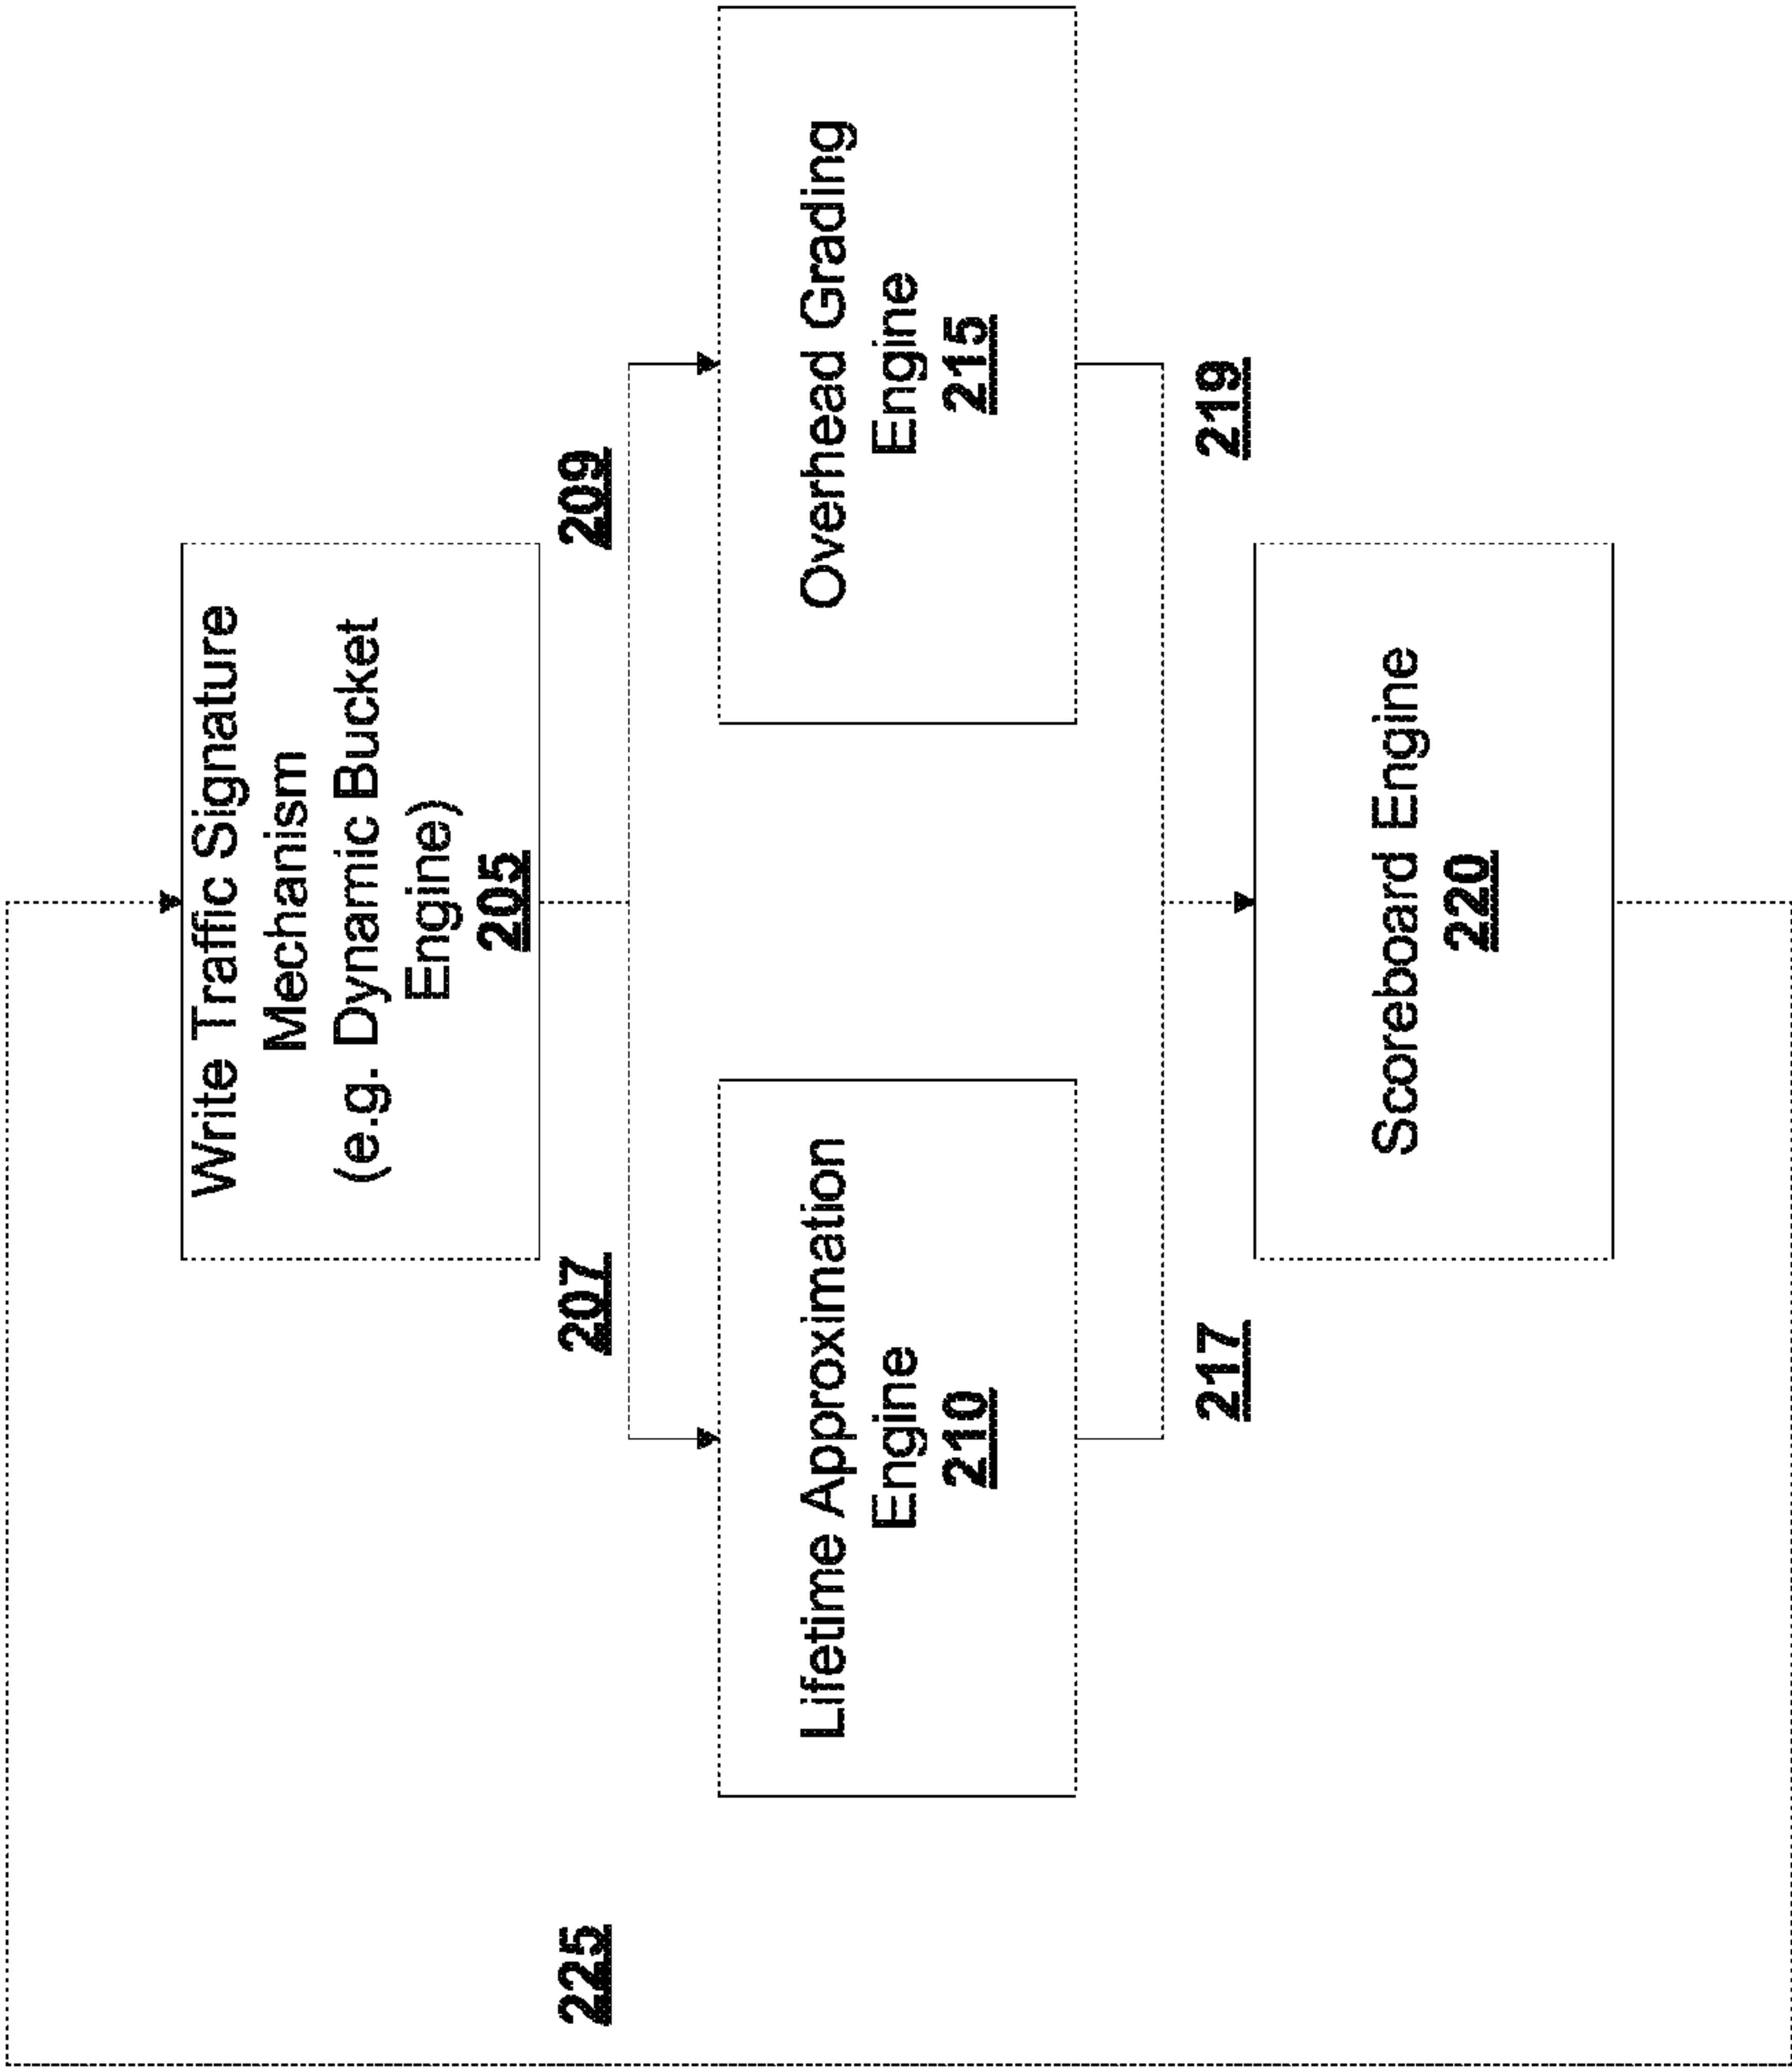 Write Traffic Signature
Mechanism
(e.g. Dynamic Bucket
Engine)
205
225
207
209
Lifetime Approximation
Engine
210
Overhead Grading
Engine
215
217
219
Scoreboard Engine
220